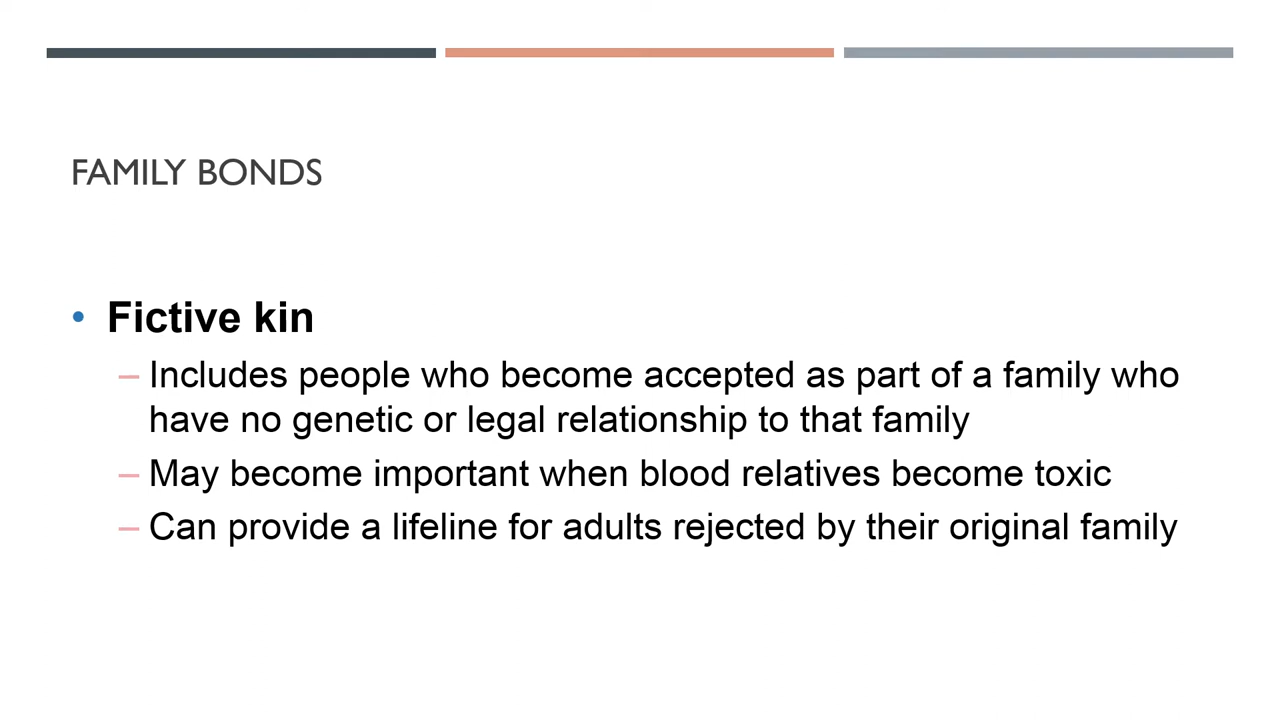 FAMILY BONDS
• Fictive kin
– Includes people who become accepted as part of a family who
have no genetic or legal relationship to that family
– May become important when blood relatives become toxic
– Can provide a lifeline for adults rejected by their original family